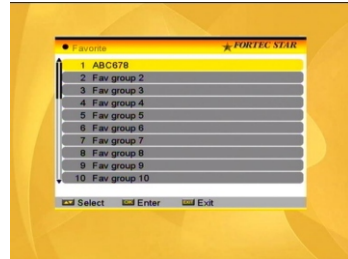 Favorite FORTEC STAR
1 ABC678
2 Fav group 2
3 Fav group 3
4 Fav group 4
5 Fav group 5
6 Fav group 6
7 Fav group 7
8 Fav group 8
9 Fav group 9
10 Fav group 10
Select Enter Exit